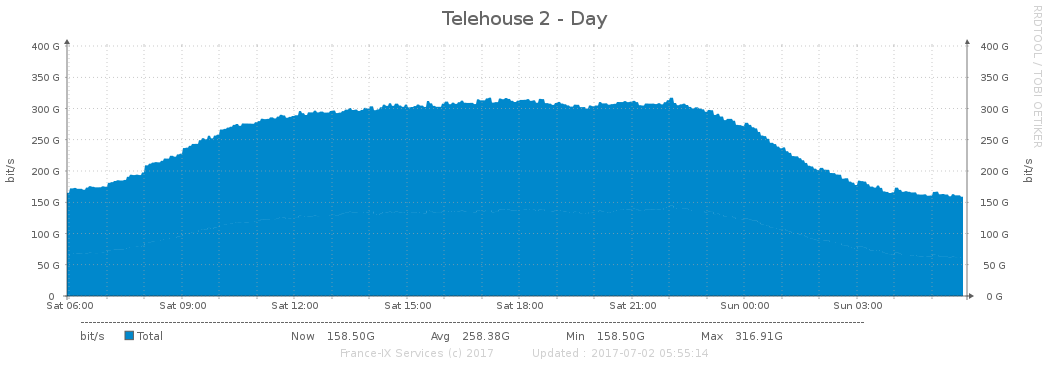 Telehouse 2 - Day
RRDTOOL / TOBI OETIKER
400 G 400 G
350 G 350 G
300 G 300 G
250 G 250 G
200 G 200 G
150 G 150 G
100 G 100 G
50 G 50 G
0 0 G
bit/s
bit/s
Sat 06:00 Sat 09:00 Sat 12:00 Sat 15:00 Sat 18:00 Sat 21:00 Sun 00:00 Sun 03:00
bit/s Total Now 158.50G Avg 258.38G Min 158.50G Max 316.91G
France-IX Services (c) 2017 Updated : 2017-07-02 05:55:14